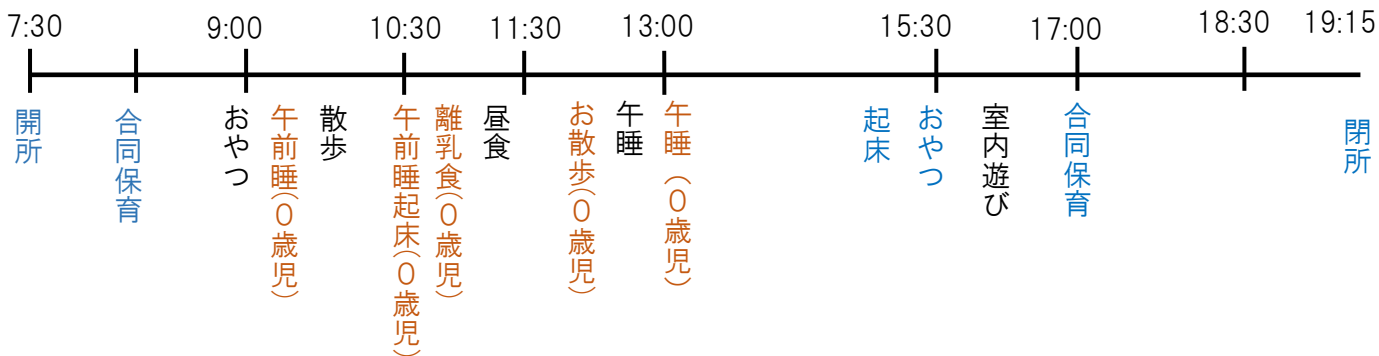 7:30
9:00
10:30
11:30
13:00
15:30
17:00
18:30
19:15
開所
合同保育
おやつ
午前睡(０歳児)
散歩
午前睡起床(０歳児)
離乳食(０歳児)
昼食
お散歩(０歳児)
午睡
午睡(０歳児)
起床
おやつ
室内遊び
合同保育
閉所